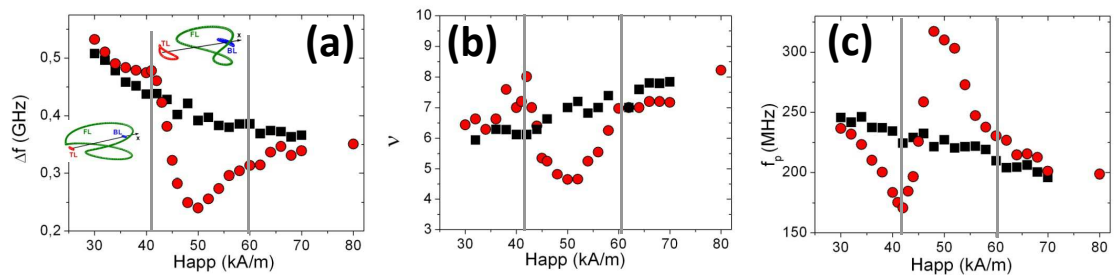 (a)
FL
TL
BL
x
FL
BL
TL
x
0,5
0,4
0,3
0,2
Δf (GHz)
30 40 50 60 70 80
Happ (kA/m)
(b)
10
9
8
7
6
5
4
3
2
ν
30 40 50 60 70 80
Happ (kA/m)
(c)
300
250
200
150
f_p (MHz)
30 40 50 60 70 80
Happ (kA/m)